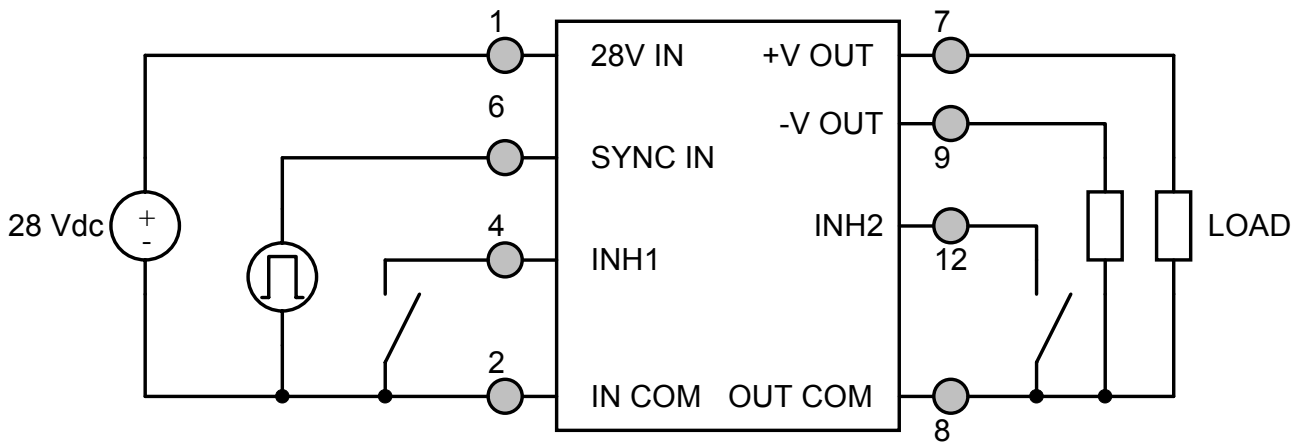 1
7
28V IN
+V OUT
6
-V OUT
9
SYNC IN
28 Vdc
+
-
4
INH1
INH2
12
LOAD
2
IN COM
OUT COM
8